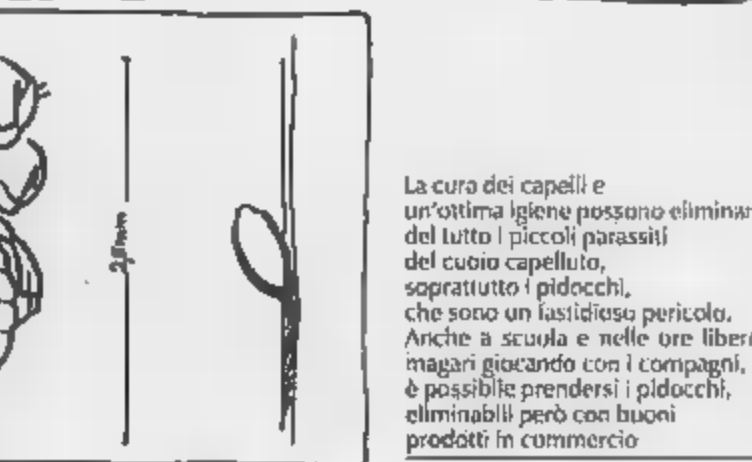 La cura dei capelli e
un'ottima igiene possono eliminar
del tutto i piccoli parassiti
del cuoio capelluto,
soprattutto i pidocchi,
che sono un fastidioso pericolo.
Anche a scuola e nelle ore liber
magari giocando con i compagni,
è possibile prendersi i pidocchi,
eliminabili però con buoni
prodotti in commercio